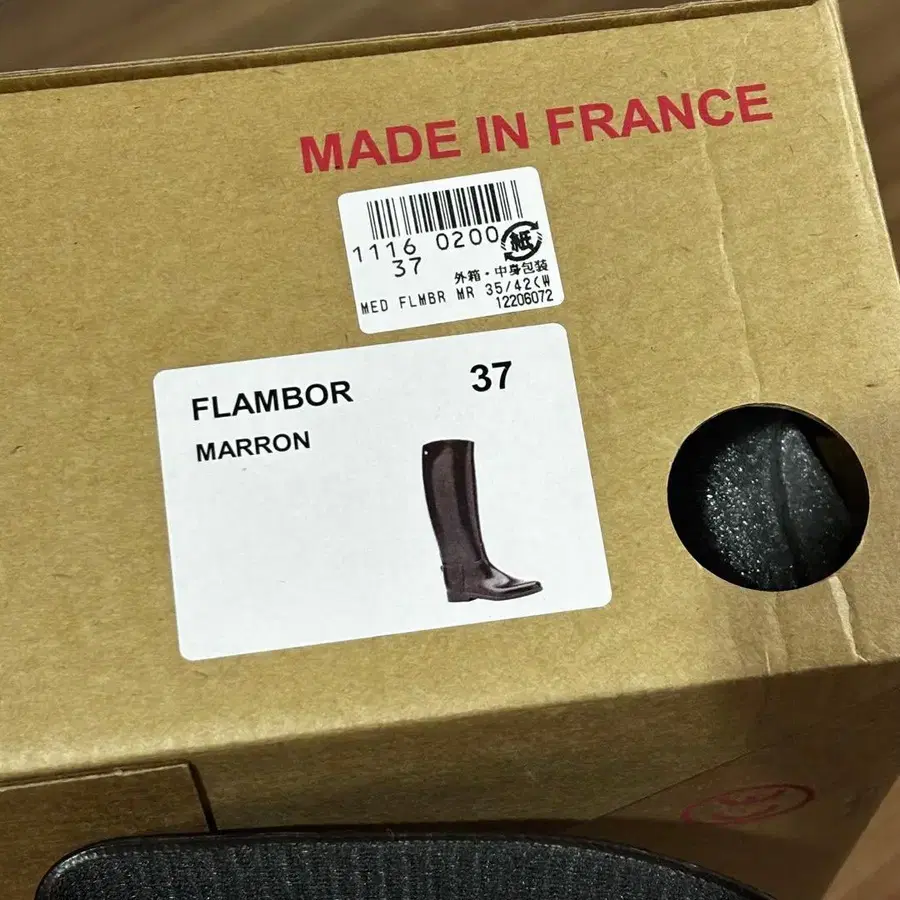 MADE IN FRANCE
1116 0200
紙
37
外箱・中身包装
MED FLMBR MR 35/42(W
12206072
FLAMBOR 37
MARRON